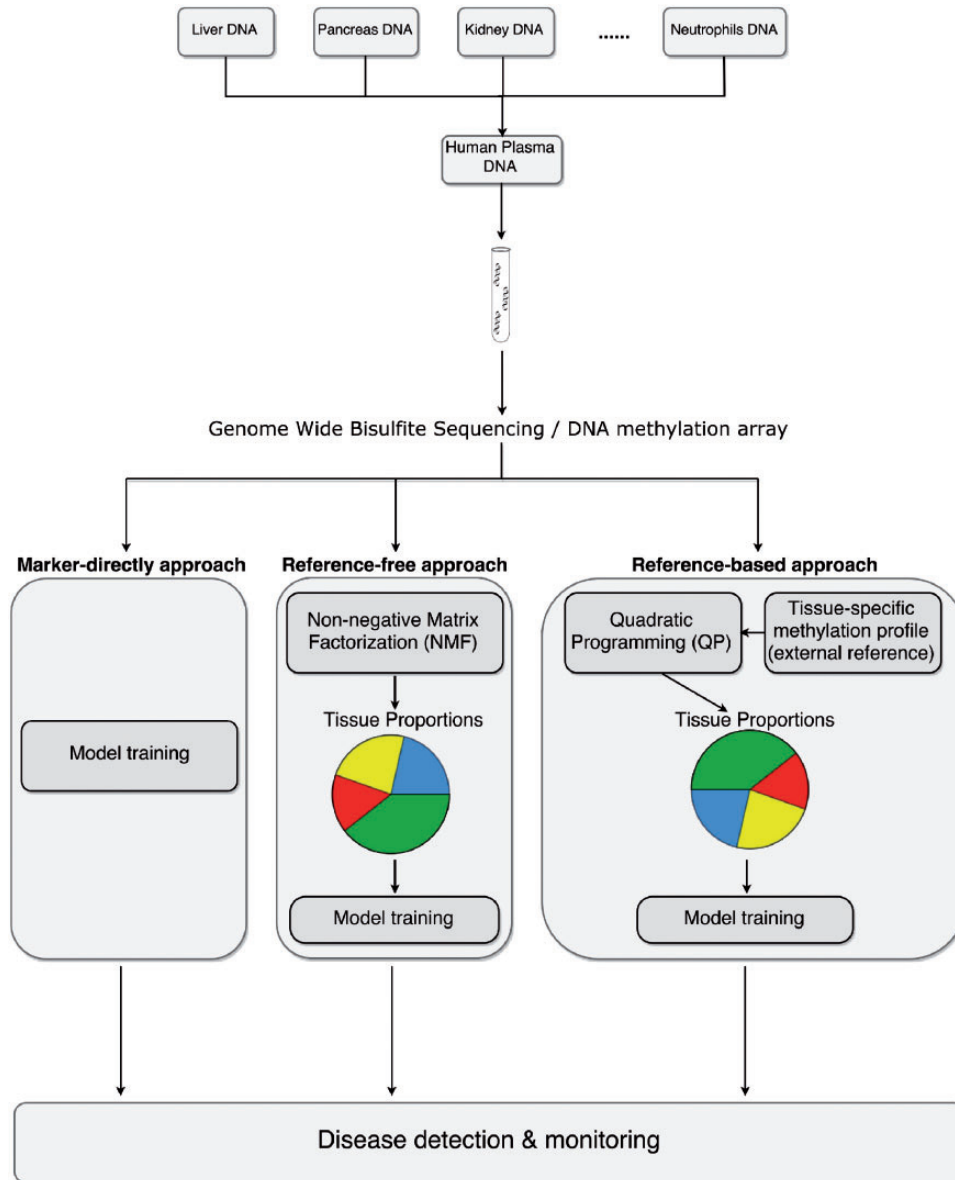 Liver DNA
Pancreas DNA
Kidney DNA
......
Neutrophils DNA
Human Plasma
DNA
Genome Wide Bisulfite Sequencing / DNA methylation array
Marker-directly approach
Model training
Reference-free approach
Non-negative Matrix
Factorization (NMF)
Tissue Proportions
Model training
Reference-based approach
Quadratic
Programming (QP)
Tissue-specific
methylation profile
(external reference)
Tissue Proportions
Model training
Disease detection & monitoring